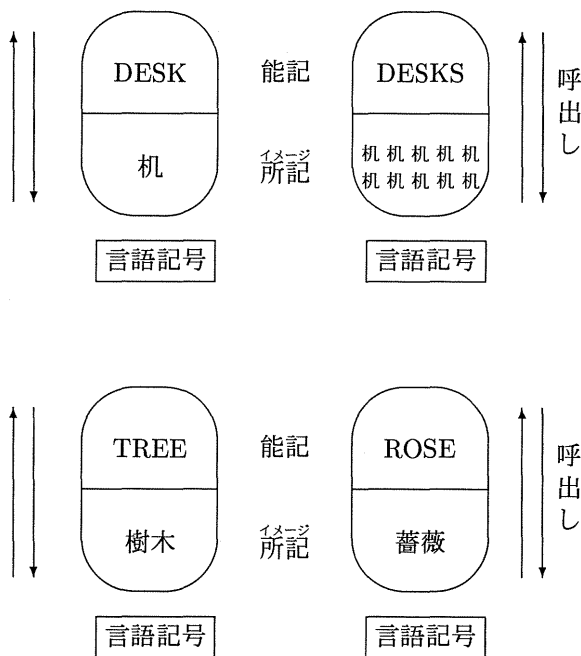 DESK 能記 DESKS
机 イメージ 所記 机 机 机 机 机
机 机 机 机 机
呼出し
言語記号 言語記号
TREE 能記 ROSE
樹木 イメージ 所記 薔薇
呼出し
言語記号 言語記号